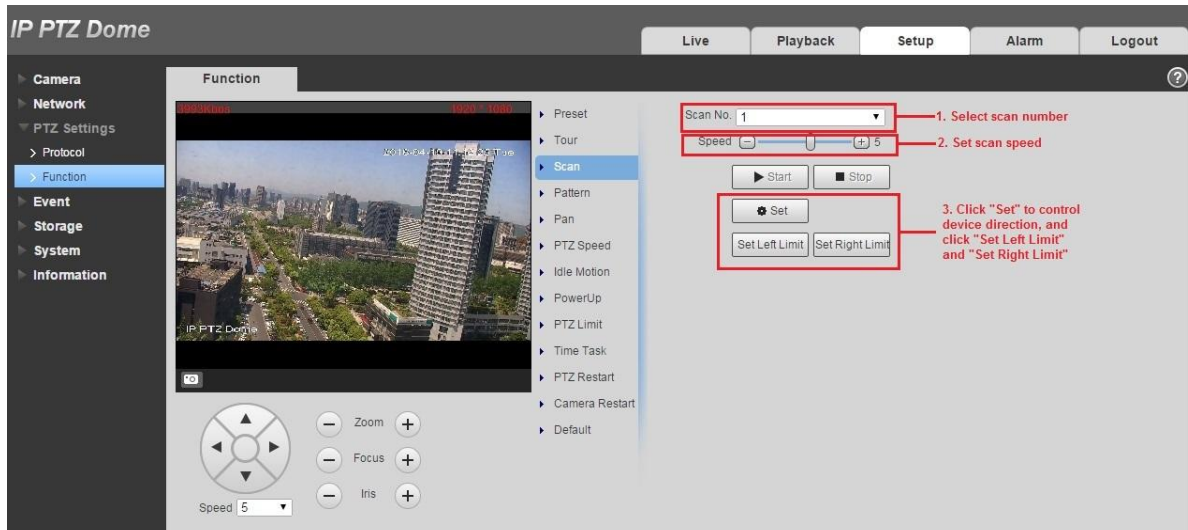 IP PTZ Dome
Live
Playback
Setup
Alarm
Logout
Camera
Network
PTZ Settings
Protocol
Function
Event
Storage
System
Information
Function
3993Kbps
1920 * 1080
Tue
IP PTZ Dome
Zoom
Focus
Iris
Speed 5
Preset
Tour
Scan
Pattern
Pan
PTZ Speed
Idle Motion
PowerUp
PTZ Limit
Time Task
PTZ Restart
Camera Restart
Default
Scan No. 1
Speed 5
Start
Stop
Set
Set Left Limit
Set Right Limit
1. Select scan number
2. Set scan speed
3. Click "Set" to control
device direction, and
click "Set Left Limit"
and "Set Right Limit"